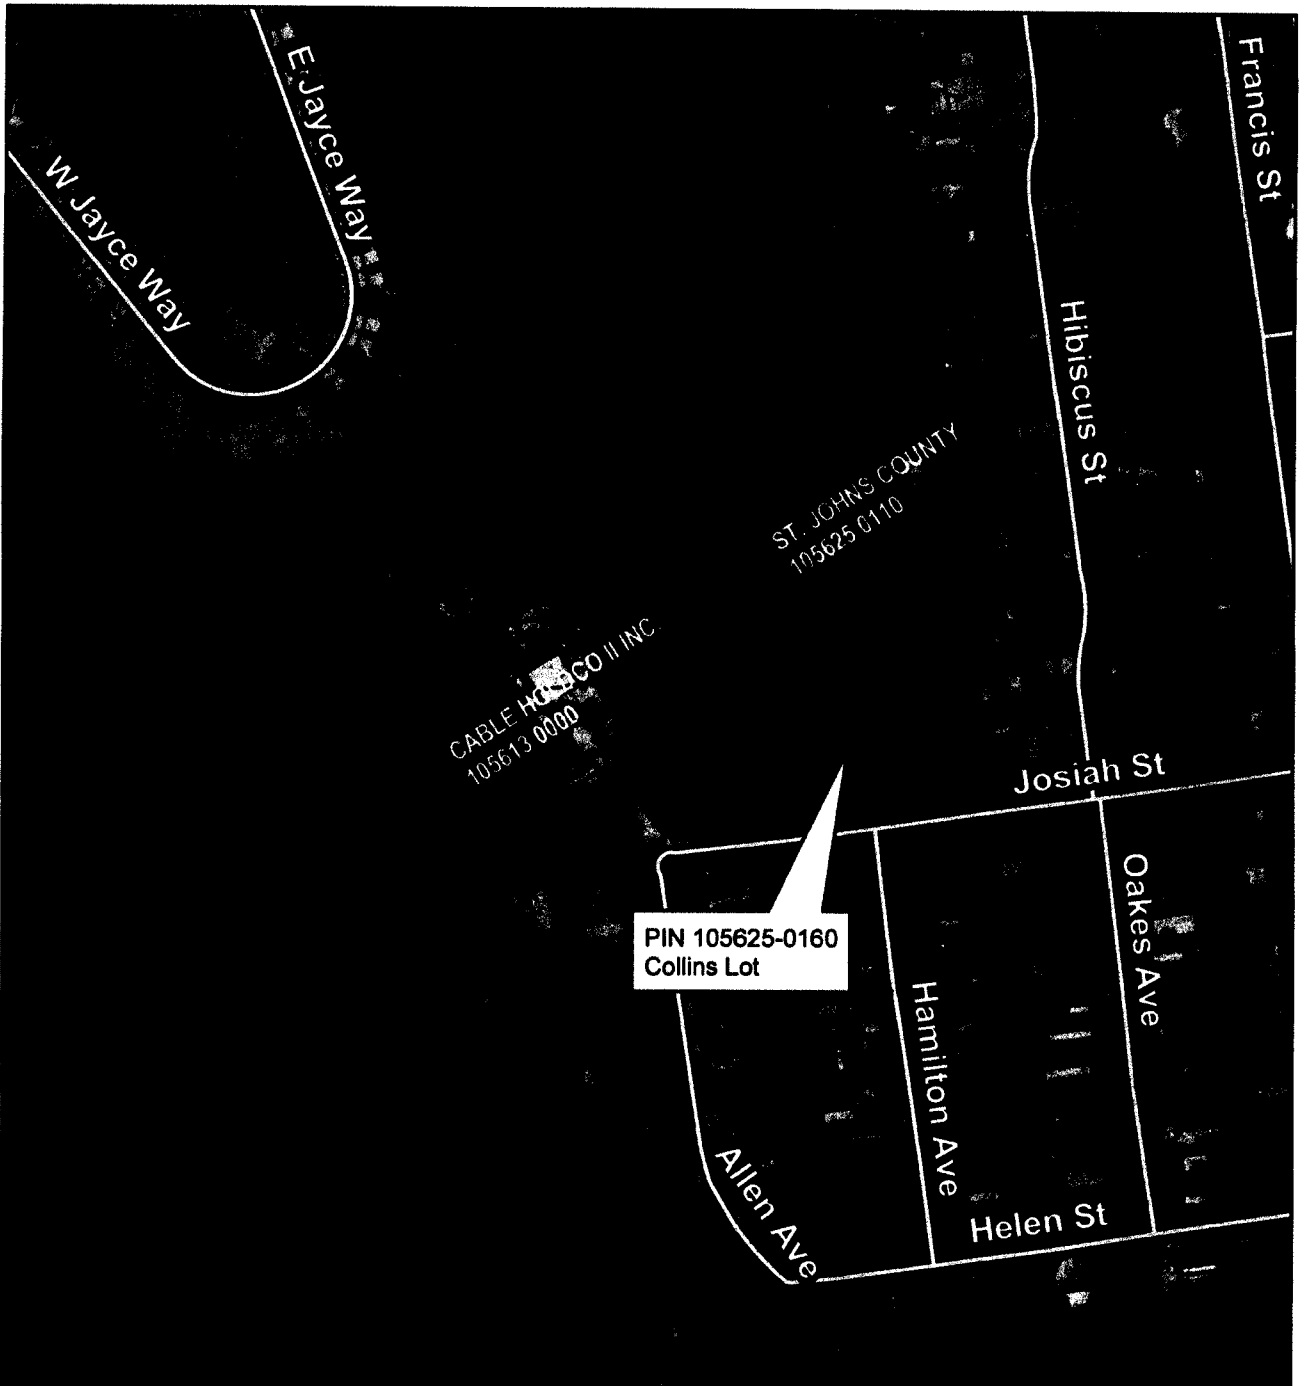 E Jayce Way
Francis St
W Jayce Way
Hibiscus St
ST. JOHNS COUNTY
105625 0110
CABLE HOLDCO II INC.
105613 0000
Josiah St
Oakes Ave
PIN 105625-0160
Collins Lot
Hamilton Ave
Allen Ave
Helen St